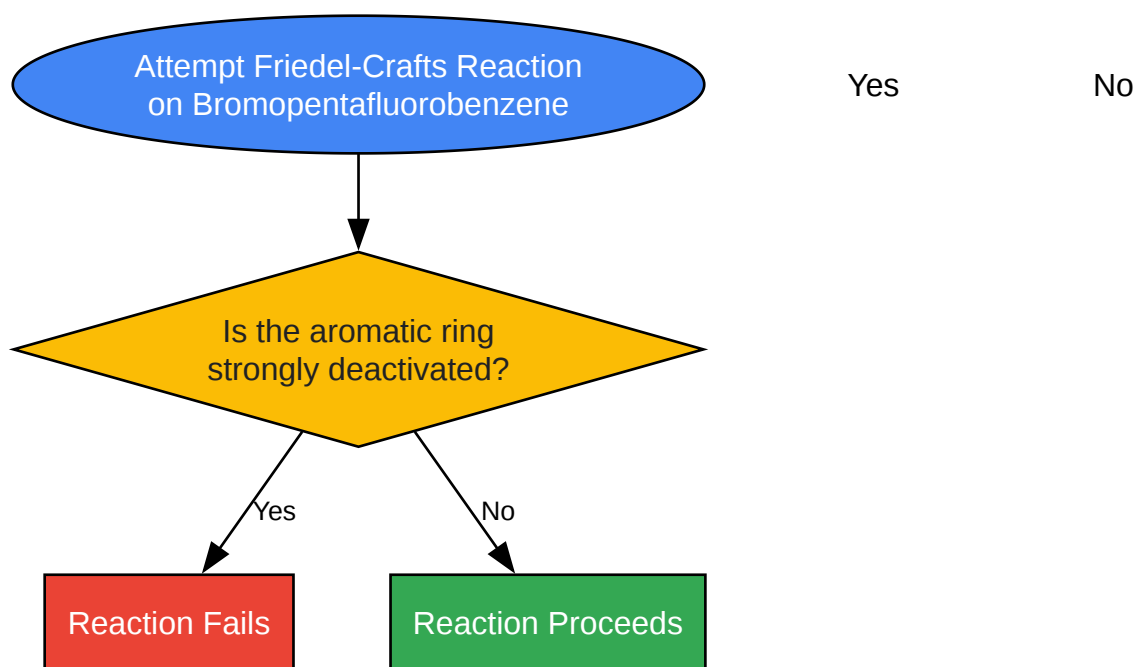 Attempt Friedel-Crafts Reaction
on Bromopentafluorobenzene
Yes
No
Is the aromatic ring
strongly deactivated?
Yes
No
Reaction Fails
Reaction Proceeds